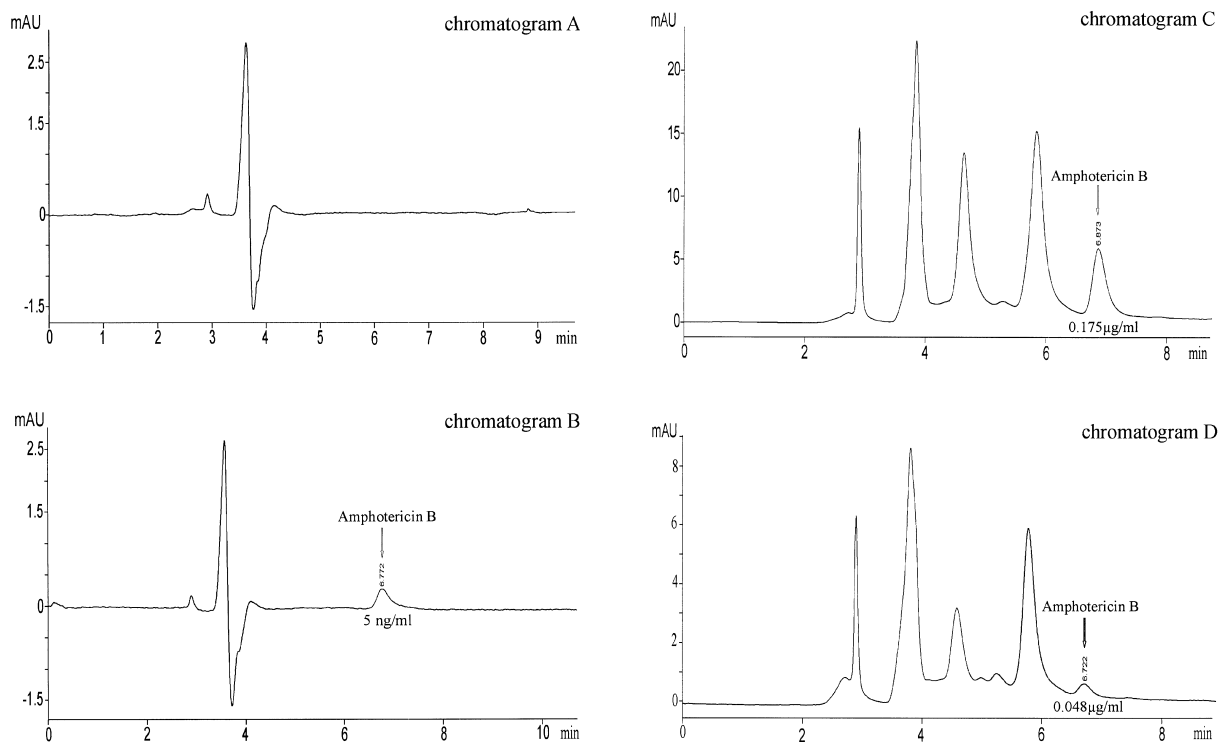 mAU
chromatogram A
2.5
1.5
0
-1.5
0 1 2 3 4 5 6 7 8 9 min
mAU
chromatogram B
2.5
1.5
Amphotericin B
6.772
0
5 ng/ml
-1.5
0 2 4 6 8 10 min
chromatogram C
mAU
20
15
Amphotericin B
10
6.873
5
0
0.175µg/ml
0 2 4 6 8 min
mAU
chromatogram D
8
6
4
Amphotericin B
2
6.722
0
0.048µg/ml
0 2 4 6 8 min